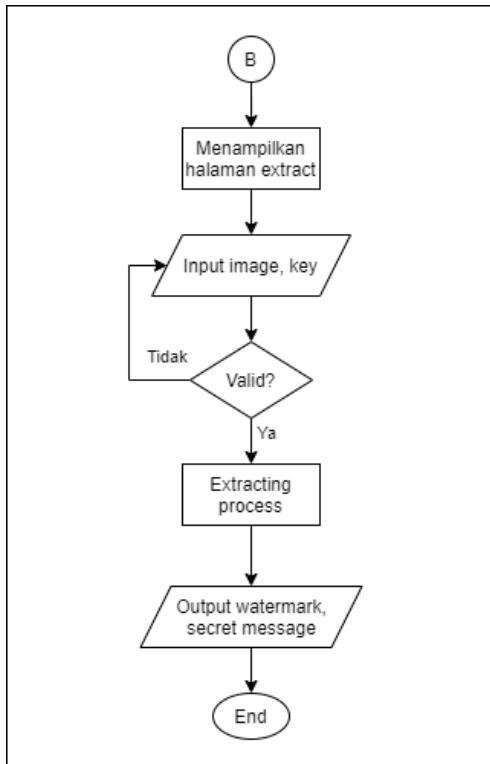 B
Menampilkan
halaman extract
Input image, key
Tidak
Valid?
Ya
Extracting
process
Output watermark,
secret message
End